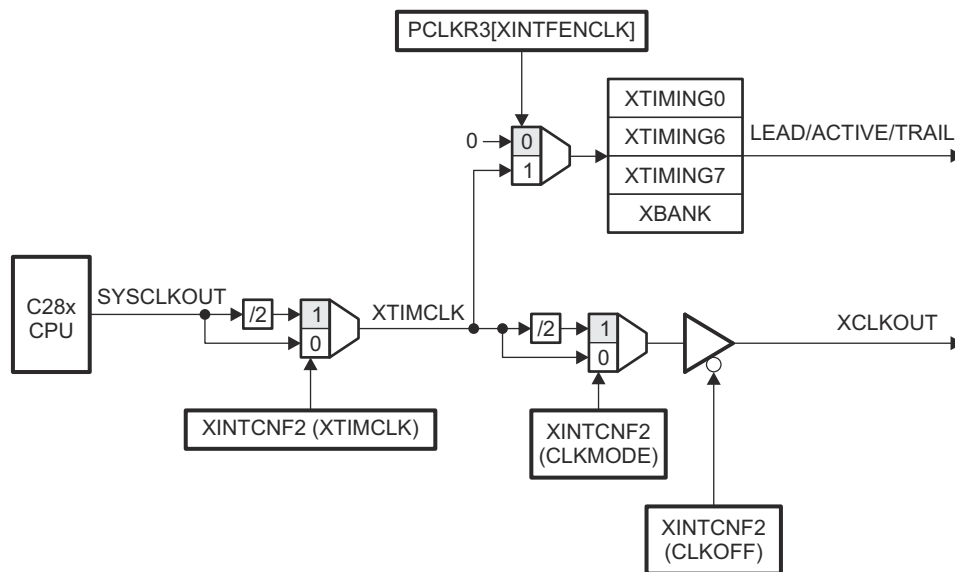 PCLKR3[XINTFENCLK]
XTIMING0
0
0
XTIMING6
LEAD/ACTIVE/TRAIL
1
XTIMING7
XBANK
C28x
CPU
SYSCLKOUT
/2
1
0
XTIMCLK
/2
1
0
XCLKOUT
XINTCNF2 (XTIMCLK)
XINTCNF2
(CLKMODE)
XINTCNF2
(CLKOFF)